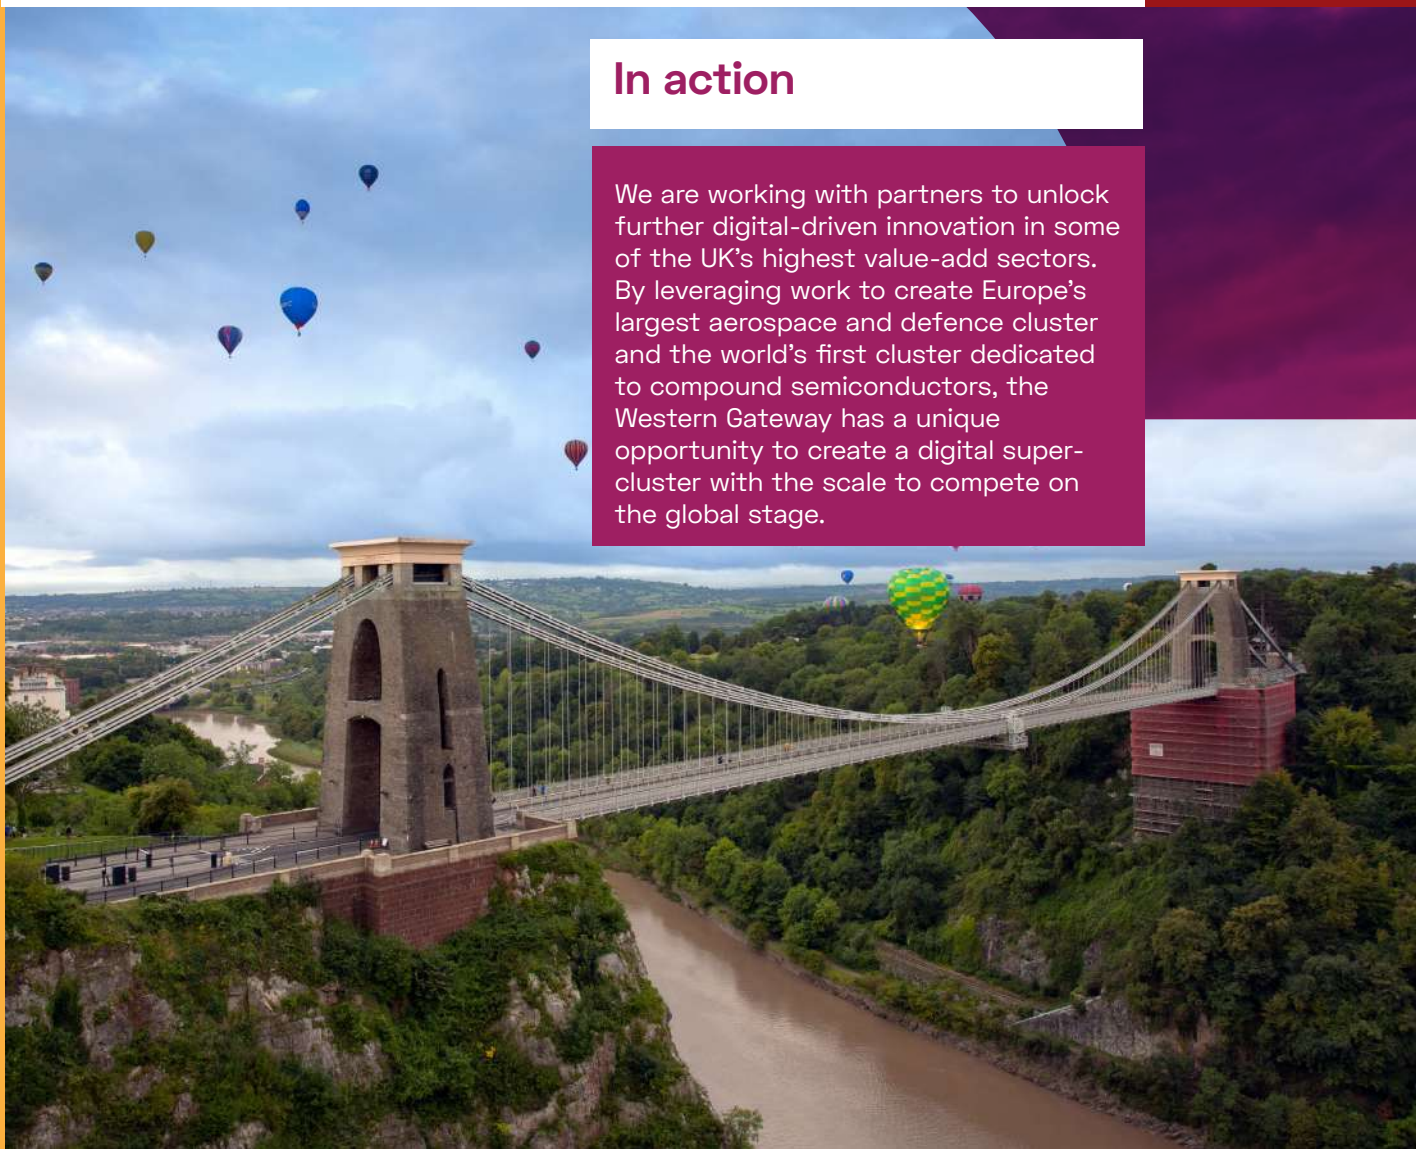 In action
We are working with partners to unlock
further digital-driven innovation in some
of the UK’s highest value-add sectors.
By leveraging work to create Europe’s
largest aerospace and defence cluster
and the world’s first cluster dedicated
to compound semiconductors, the
Western Gateway has a unique
opportunity to create a digital super-
cluster with the scale to compete on
the global stage.